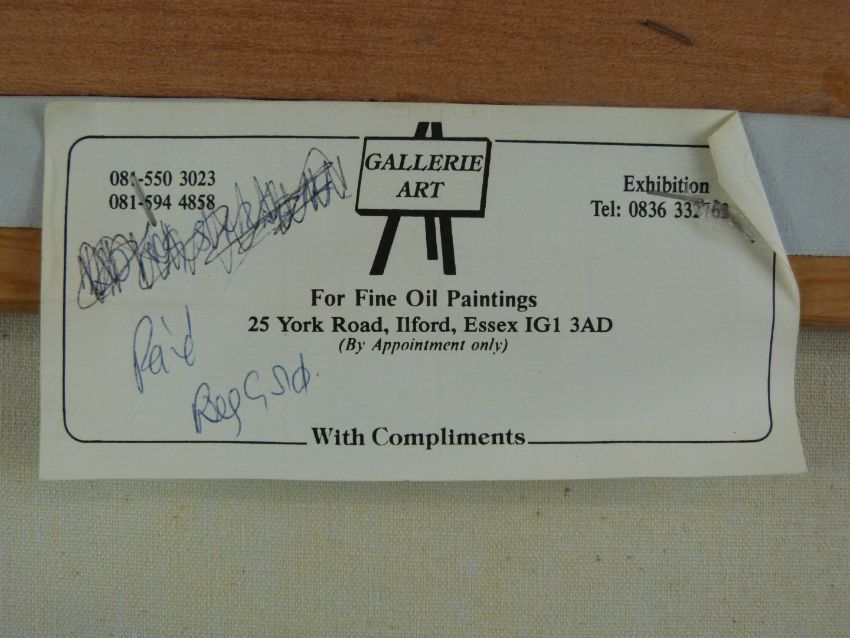 081-550 3023
081-594 4858
GALLERIE
ART
Exhibition
Tel: 0836 332762
For Fine Oil Paintings
25 York Road, Ilford, Essex IG1 3AD
(By Appointment only)
Paid
With Compliments